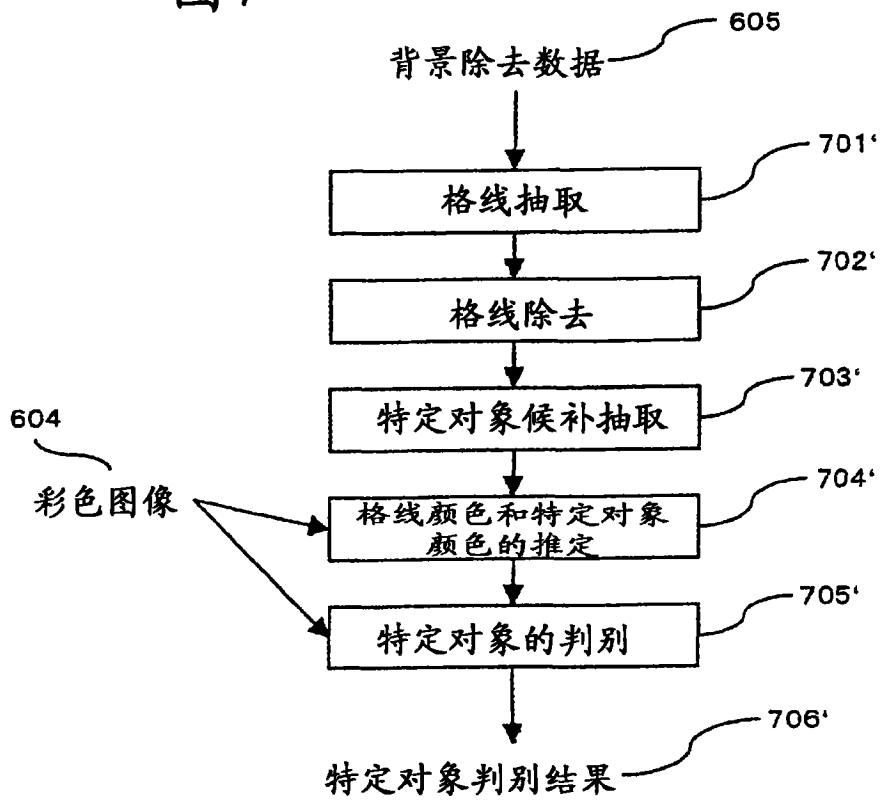 605
背景除去数据
701‘
格线抽取
702‘
格线除去
703‘
特定对象候补抽取
604
彩色图像
704‘
格线颜色和特定对象
颜色的推定
705‘
特定对象的判别
706‘
特定对象判别结果